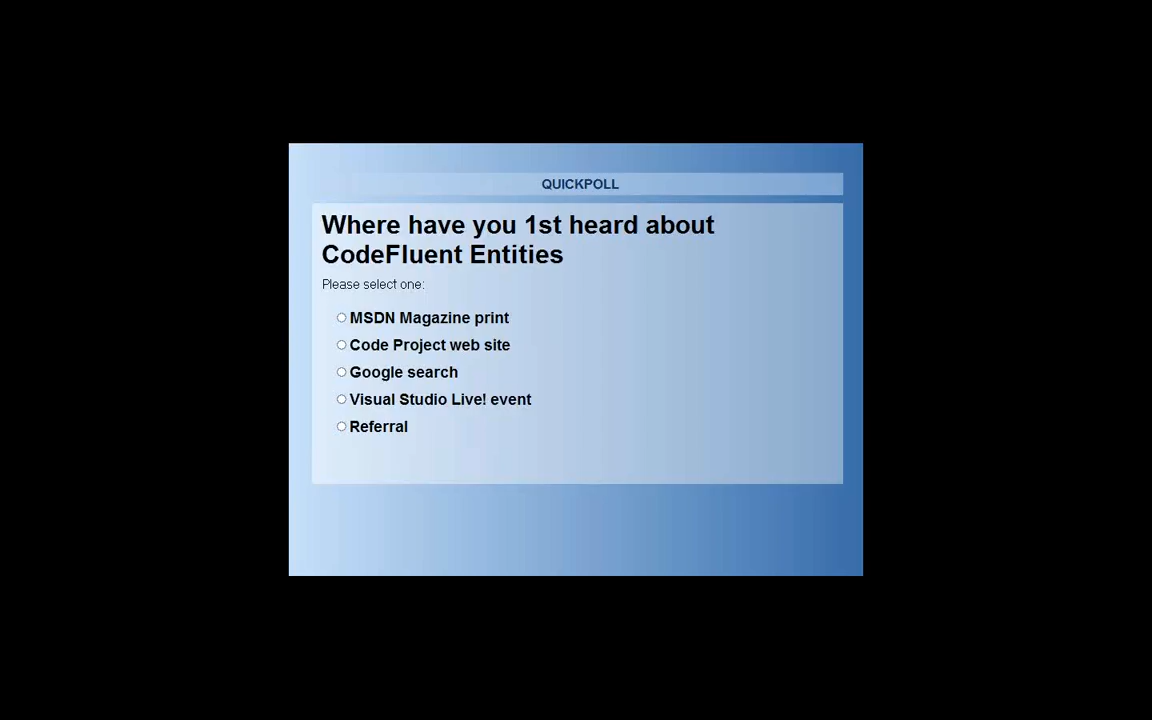 QUICKPOLL
Where have you 1st heard about
CodeFluent Entities
Please select one:
MSDN Magazine print
Code Project web site
Google search
Visual Studio Live! event
Referral